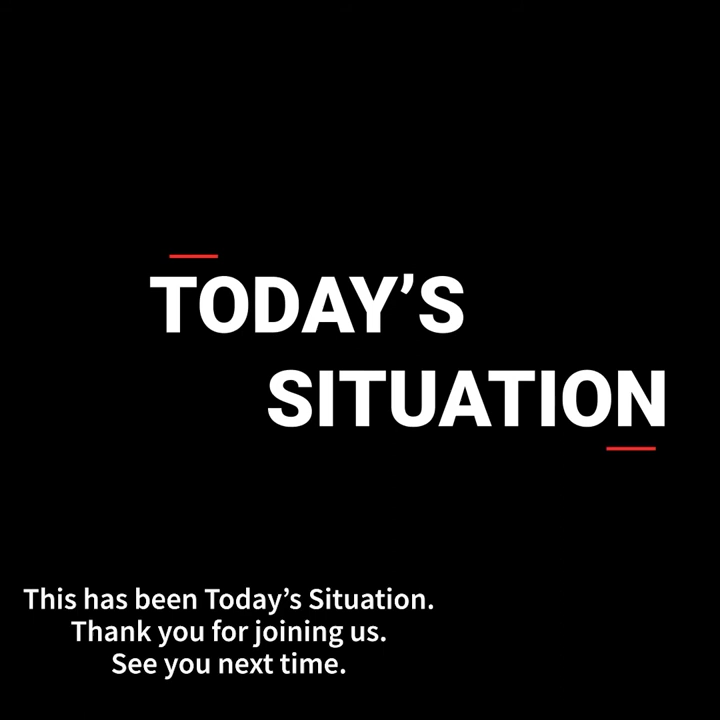 TODAY’S
SITUATION
This has been Today’s Situation.
Thank you for joining us.
See you next time.